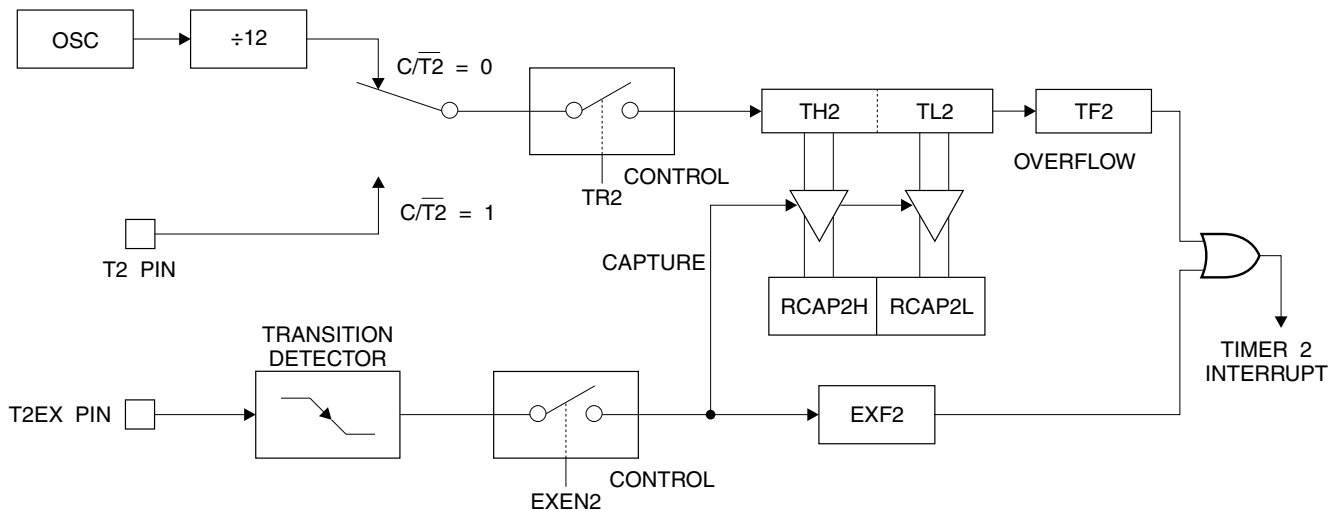 OSC
÷12
C/T2̅ = 0
TH2
TL2
TF2
OVERFLOW
CONTROL
TR2
C/T2̅ = 1
T2 PIN
CAPTURE
RCAP2H
RCAP2L
TRANSITION
DETECTOR
TIMER 2
INTERRUPT
T2EX PIN
EXF2
CONTROL
EXEN2